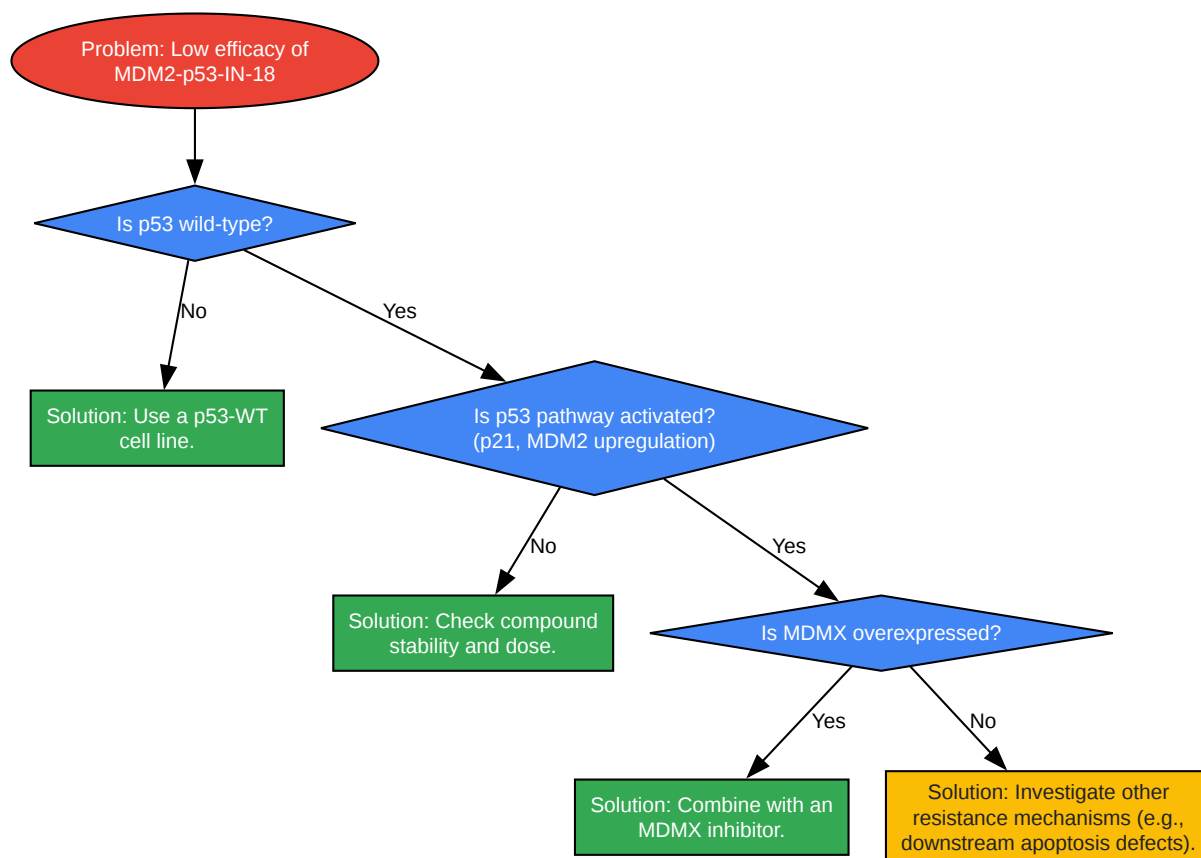 Problem: Low efficacy of
MDM2-p53-IN-18
Is p53 wild-type?
No
Yes
Solution: Use a p53-WT
cell line.
Is p53 pathway activated?
(p21, MDM2 upregulation)
No
Yes
Solution: Check compound
stability and dose.
Is MDMX overexpressed?
Yes
No
Solution: Combine with an
MDMX inhibitor.
Solution: Investigate other
resistance mechanisms (e.g.,
downstream apoptosis defects).